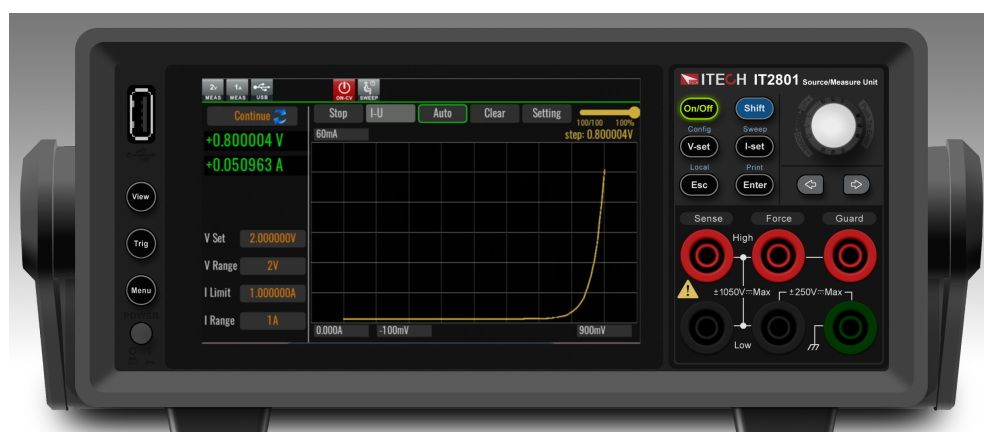 ITECH IT2801 Source/Measure Unit
2v 1A
MEAS MEAS USB ON-CV SWEEP
Continue Stop I-U Auto Clear Setting 100/100 100%
60mA step: 0.800004V
+0.800004 V
+0.050963 A
V Set 2.000000V
V Range 2V
I Limit 1.000000A
I Range 1A
0.000A -100mV 900mV
View
Trig
Menu
POWER
On/Off Shift
Config Sweep
V-set I-set
Local Print
Esc Enter
Sense Force Guard
High
±1050V⎓Max ±250V⎓Max
Low